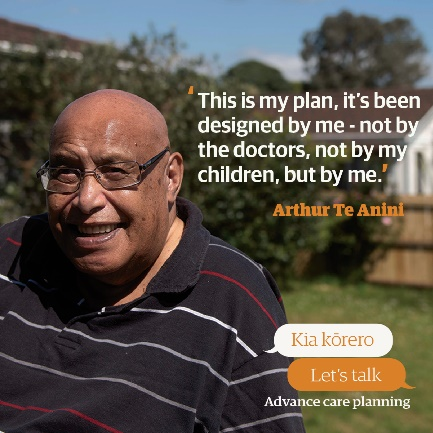 ‘This is my plan, it’s been
designed by me - not by
the doctors, not by my
children, but by me.’
Arthur Te Anini
Kia kōrero
Let’s talk
Advance care planning